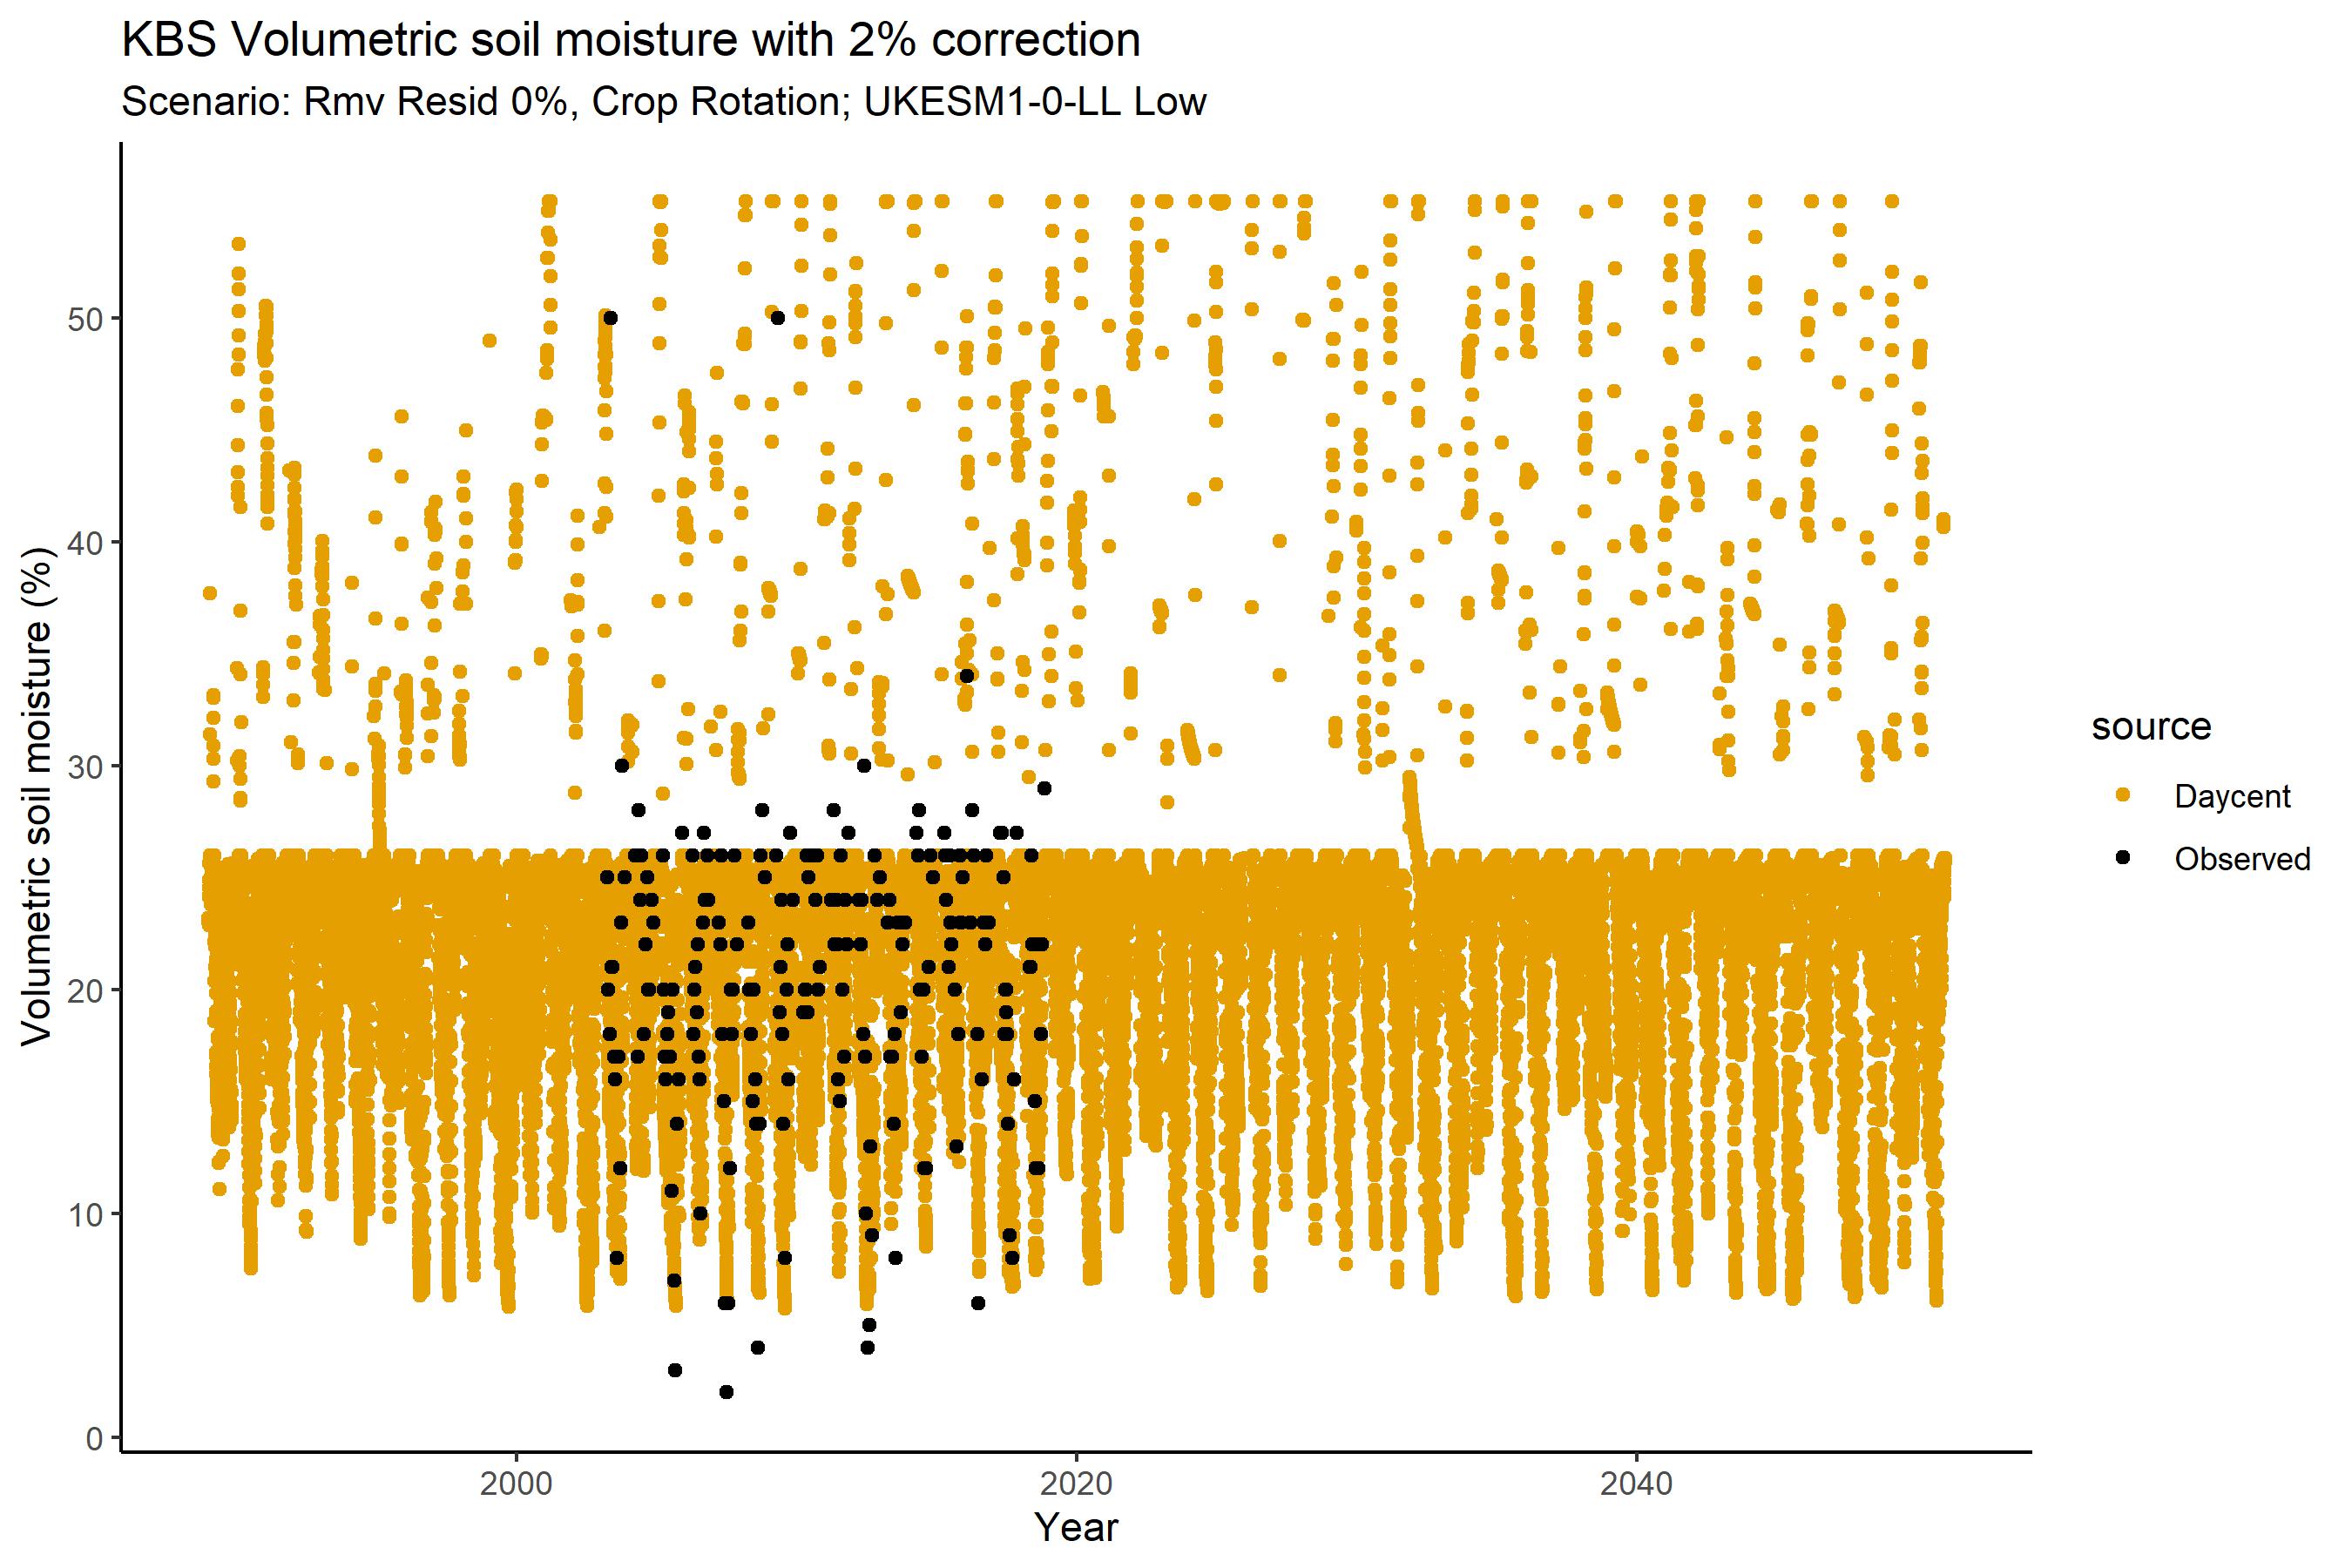 KBS Volumetric soil moisture with 2% correction
Scenario: Rmv Resid 0%, Crop Rotation; UKESM1-0-LL Low
Volumetric soil moisture (%)
50
40
30
20
10
0
2000
2020
2040
Year
source
Daycent
Observed